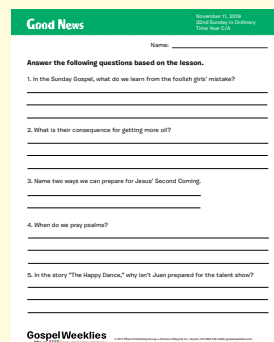 Good News
November 11, 2018
32nd Sunday in Ordinary
Time Year C/A
Name:
Answer the following questions based on the lesson.
1. In the Sunday Gospel, what do we learn from the foolish girls' mistake?
2. What is their consequence for getting more oil?
3. Name two ways we can prepare for Jesus' Second Coming.
4. When do we pray psalms?
5. In the story "The Happy Dance," why isn't Juan prepared for the talent show?
Gospel Weeklies